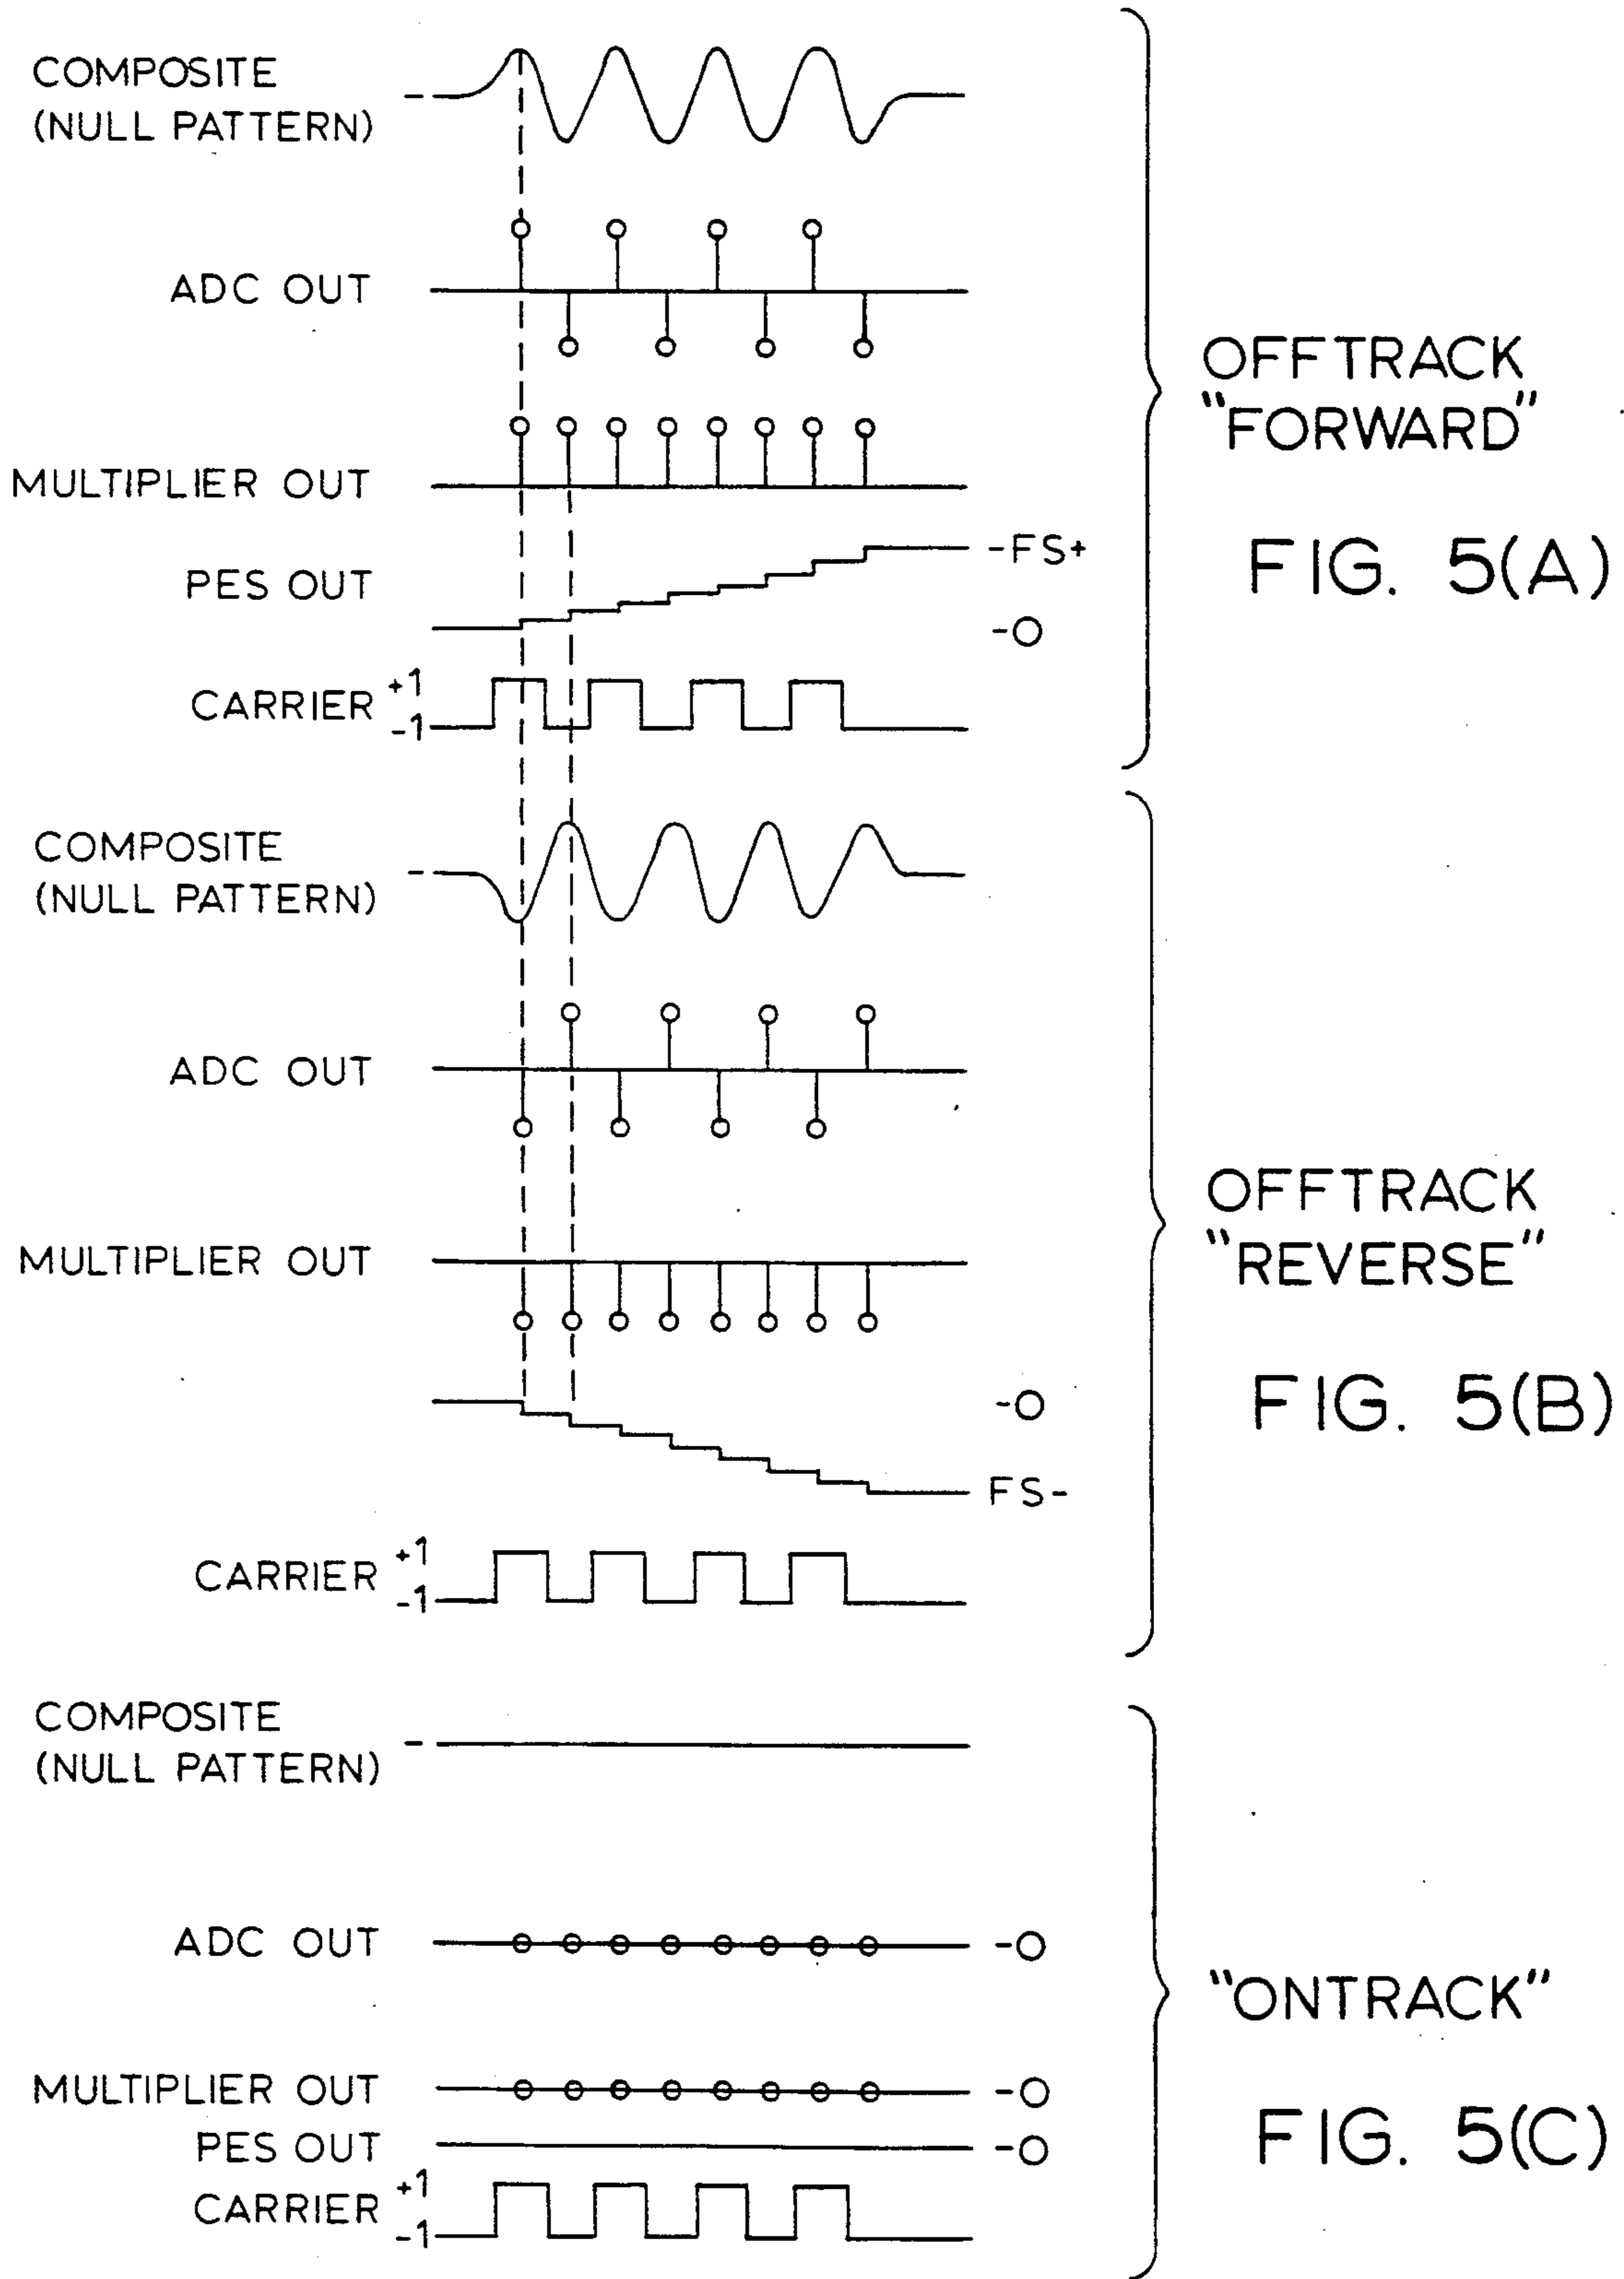 COMPOSITE
(NULL PATTERN)
ADC OUT
MULTIPLIER OUT
PES OUT
-FS+
-O
CARRIER +1
-1
OFFTRACK
"FORWARD"
FIG. 5(A)
COMPOSITE
(NULL PATTERN)
ADC OUT
MULTIPLIER OUT
-O
FS-
CARRIER +1
-1
OFFTRACK
"REVERSE"
FIG. 5(B)
COMPOSITE
(NULL PATTERN)
ADC OUT
-O
MULTIPLIER OUT
-O
PES OUT
-O
CARRIER +1
-1
"ONTRACK"
FIG. 5(C)